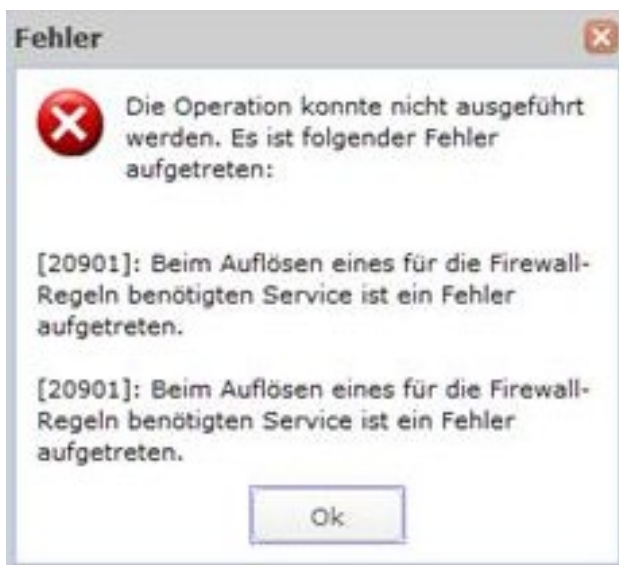 Fehler
Die Operation konnte nicht ausgeführt
werden. Es ist folgender Fehler
aufgetreten:
[20901]: Beim Auflösen eines für die Firewall-
Regeln benötigten Service ist ein Fehler
aufgetreten.
[20901]: Beim Auflösen eines für die Firewall-
Regeln benötigten Service ist ein Fehler
aufgetreten.
Ok